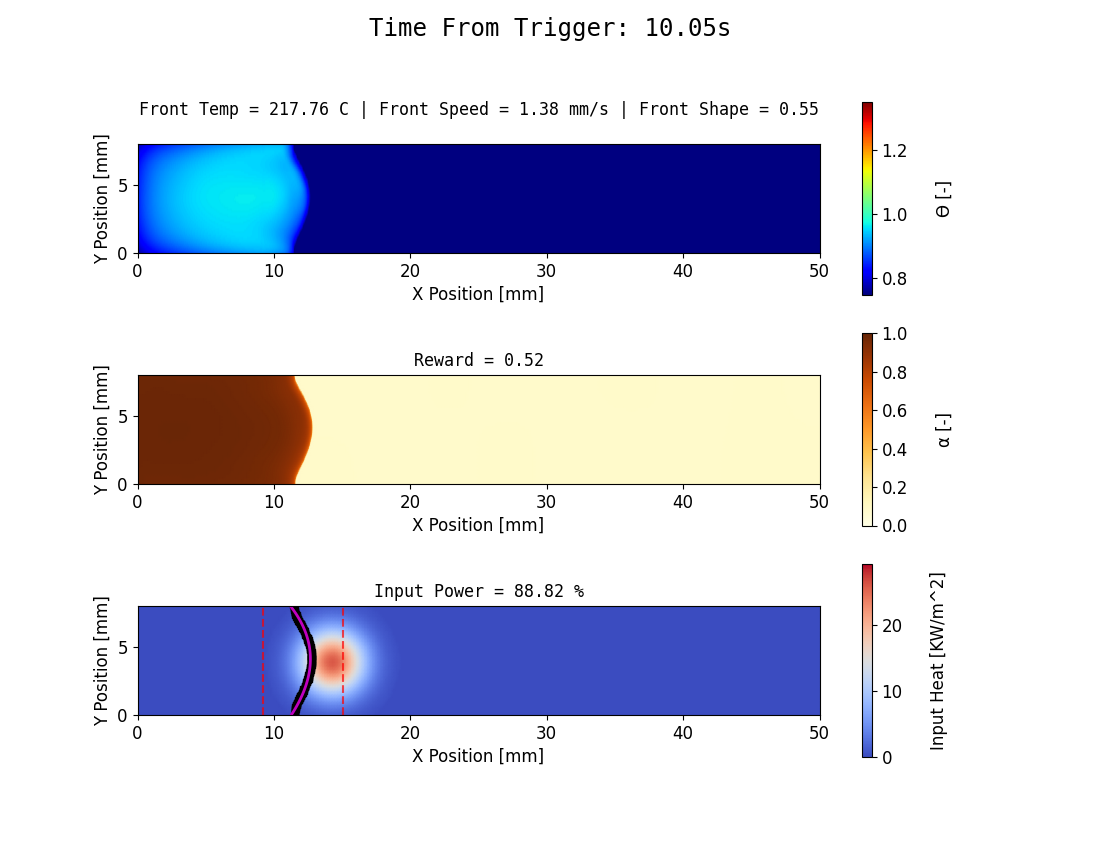 Time From Trigger: 10.05s
Front Temp = 217.76 C | Front Speed = 1.38 mm/s | Front Shape = 0.55
Y Position [mm]
5
0
0 10 20 30 40 50
X Position [mm]
1.2
1.0
0.8
Θ [-]
Reward = 0.52
Y Position [mm]
5
0
0 10 20 30 40 50
X Position [mm]
1.0
0.8
0.6
0.4
0.2
0.0
α [-]
Input Power = 88.82 %
Y Position [mm]
5
0
0 10 20 30 40 50
X Position [mm]
20
10
0
Input Heat [KW/m^2]